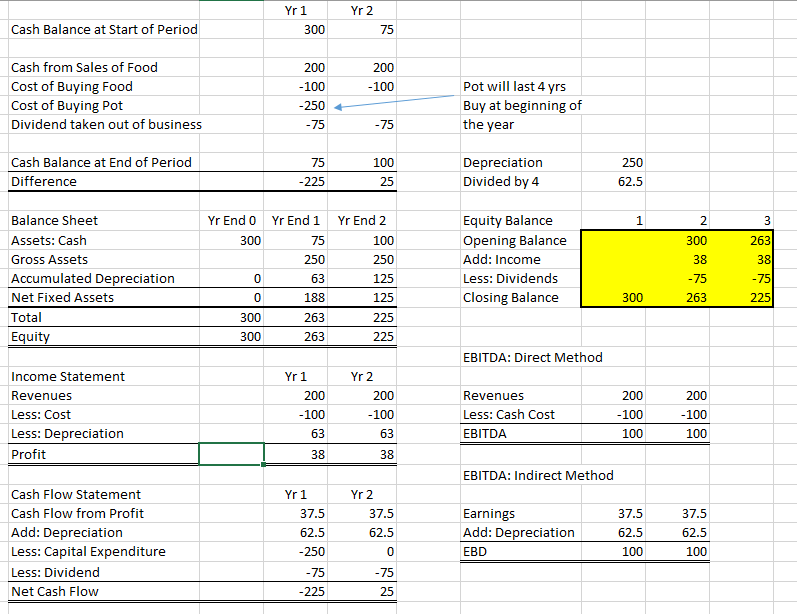 Yr 1 Yr 2
Cash Balance at Start of Period 300 75
Cash from Sales of Food 200 200
Cost of Buying Food -100 -100 Pot will last 4 yrs
Cost of Buying Pot -250 Buy at beginning of
Dividend taken out of business -75 -75 the year
Cash Balance at End of Period 75 100 Depreciation 250
Difference -225 25 Divided by 4 62.5
Balance Sheet Yr End 0 Yr End 1 Yr End 2 Equity Balance 1 2 3
Assets: Cash 300 75 100 Opening Balance 300 263
Gross Assets 250 250 Add: Income 38 38
Accumulated Depreciation 0 63 125 Less: Dividends -75 -75
Net Fixed Assets 0 188 125 Closing Balance 300 263 225
Total 300 263 225
Equity 300 263 225
EBITDA: Direct Method
Income Statement Yr 1 Yr 2
Revenues 200 200 Revenues 200 200
Less: Cost -100 -100 Less: Cash Cost -100 -100
Less: Depreciation 63 63 EBITDA 100 100
Profit 38 38
EBITDA: Indirect Method
Cash Flow Statement Yr 1 Yr 2
Cash Flow from Profit 37.5 37.5 Earnings 37.5 37.5
Add: Depreciation 62.5 62.5 Add: Depreciation 62.5 62.5
Less: Capital Expenditure -250 0 EBD 100 100
Less: Dividend -75 -75
Net Cash Flow -225 25